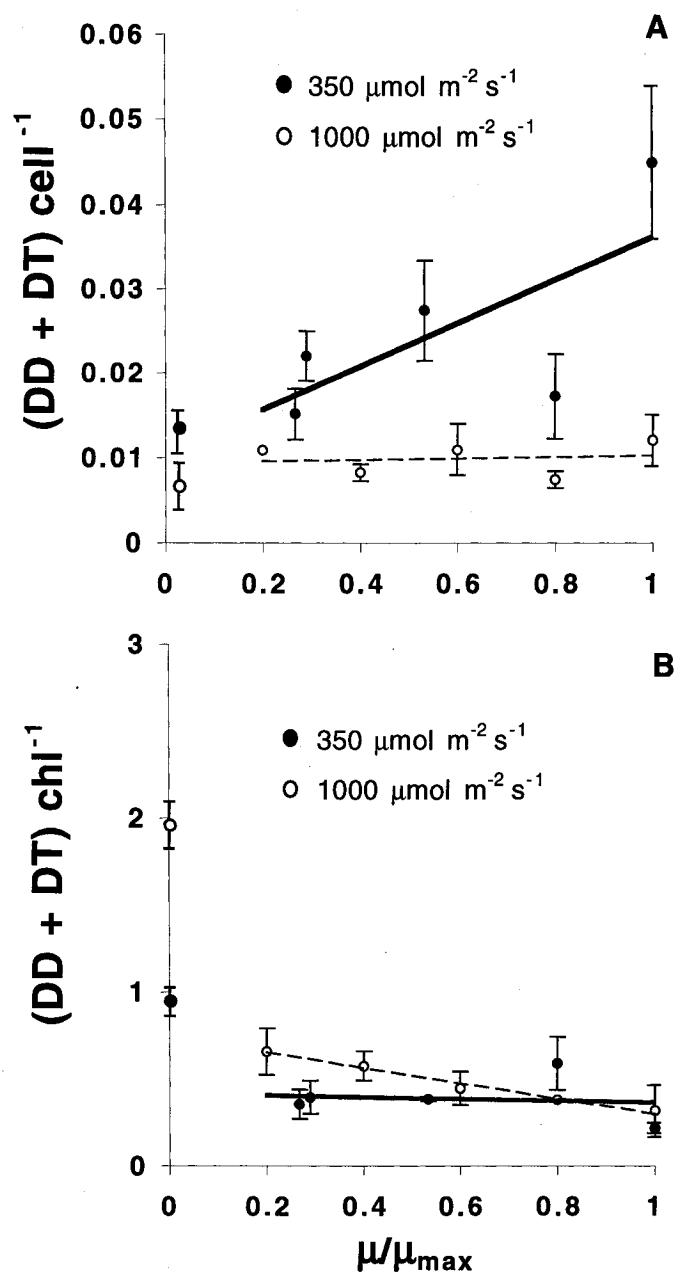 A
0.06
0.05
0.04
0.03
0.02
0.01
0
(DD + DT) cell⁻¹
350 μmol m⁻² s⁻¹
1000 μmol m⁻² s⁻¹
0 0.2 0.4 0.6 0.8 1
B
3
2
1
0
(DD + DT) chl⁻¹
350 μmol m⁻² s⁻¹
1000 μmol m⁻² s⁻¹
0 0.2 0.4 0.6 0.8 1
μ/μmax